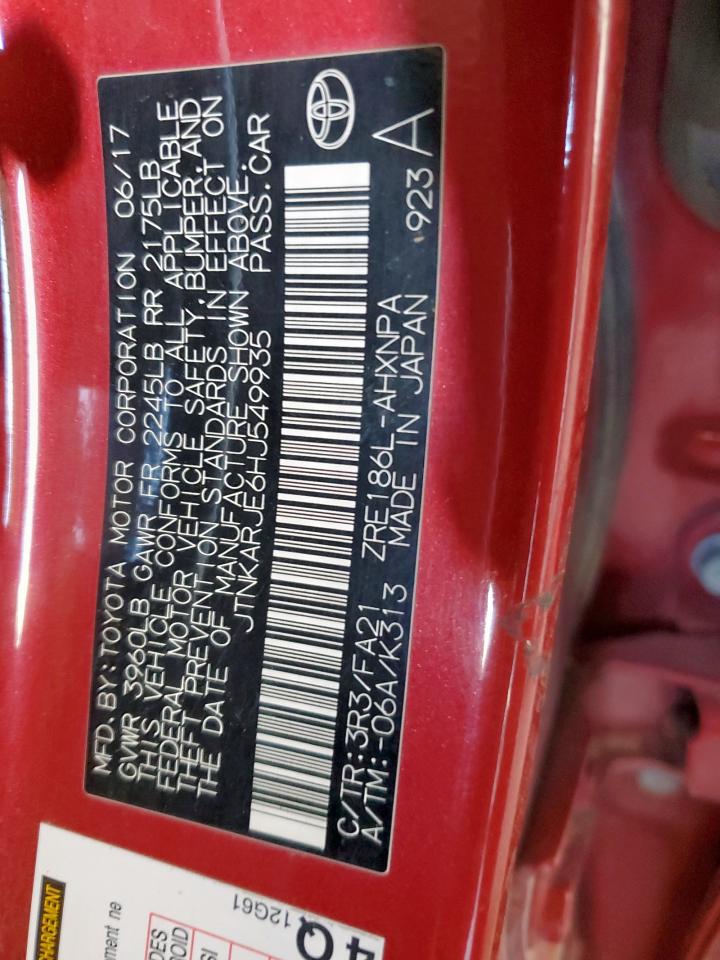 MFD.BY:TOYOTA MOTOR CORPORATION 06/17
GVWR 3960LB GAWR FR 2245LB RR 2175LB
THIS VEHICLE CONFORMS TO ALL APPLICABLE
FEDERAL MOTOR VEHICLE SAFETY,BUMPER,AND
THEFT PREVENTION STANDARDS IN EFFECT ON
THE DATE OF MANUFACTURE SHOWN ABOVE.
JTNKARJE6HJ549935 PASS.CAR
C/TR:3R3/FA21 ZRE186L-AHXNPA 923
A/TM:-06A/K313 MADE IN JAPAN A
4Q
12G61